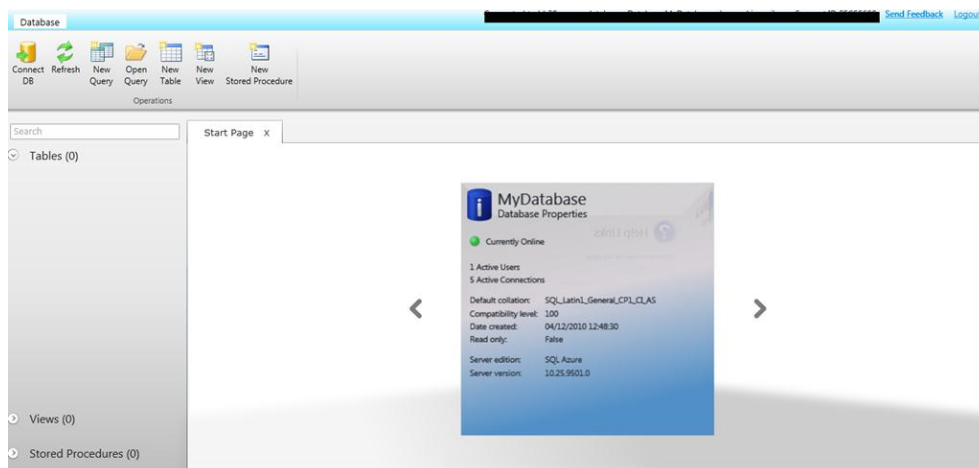 Database
Send Feedback Logout
Connect DB
Refresh
New Query
Open Query
New Table
New View
New Stored Procedure
Operations
Search
Start Page X
Tables (0)
MyDatabase
Database Properties
Help Links
Currently Online
1 Active Users
5 Active Connections
Default collation: SQL_Latin1_General_CP1_CI_AS
Compatibility level: 100
Date created: 04/12/2010 12:48:30
Read only: False
Server edition: SQL Azure
Server version: 10.25.9501.0
Views (0)
Stored Procedures (0)